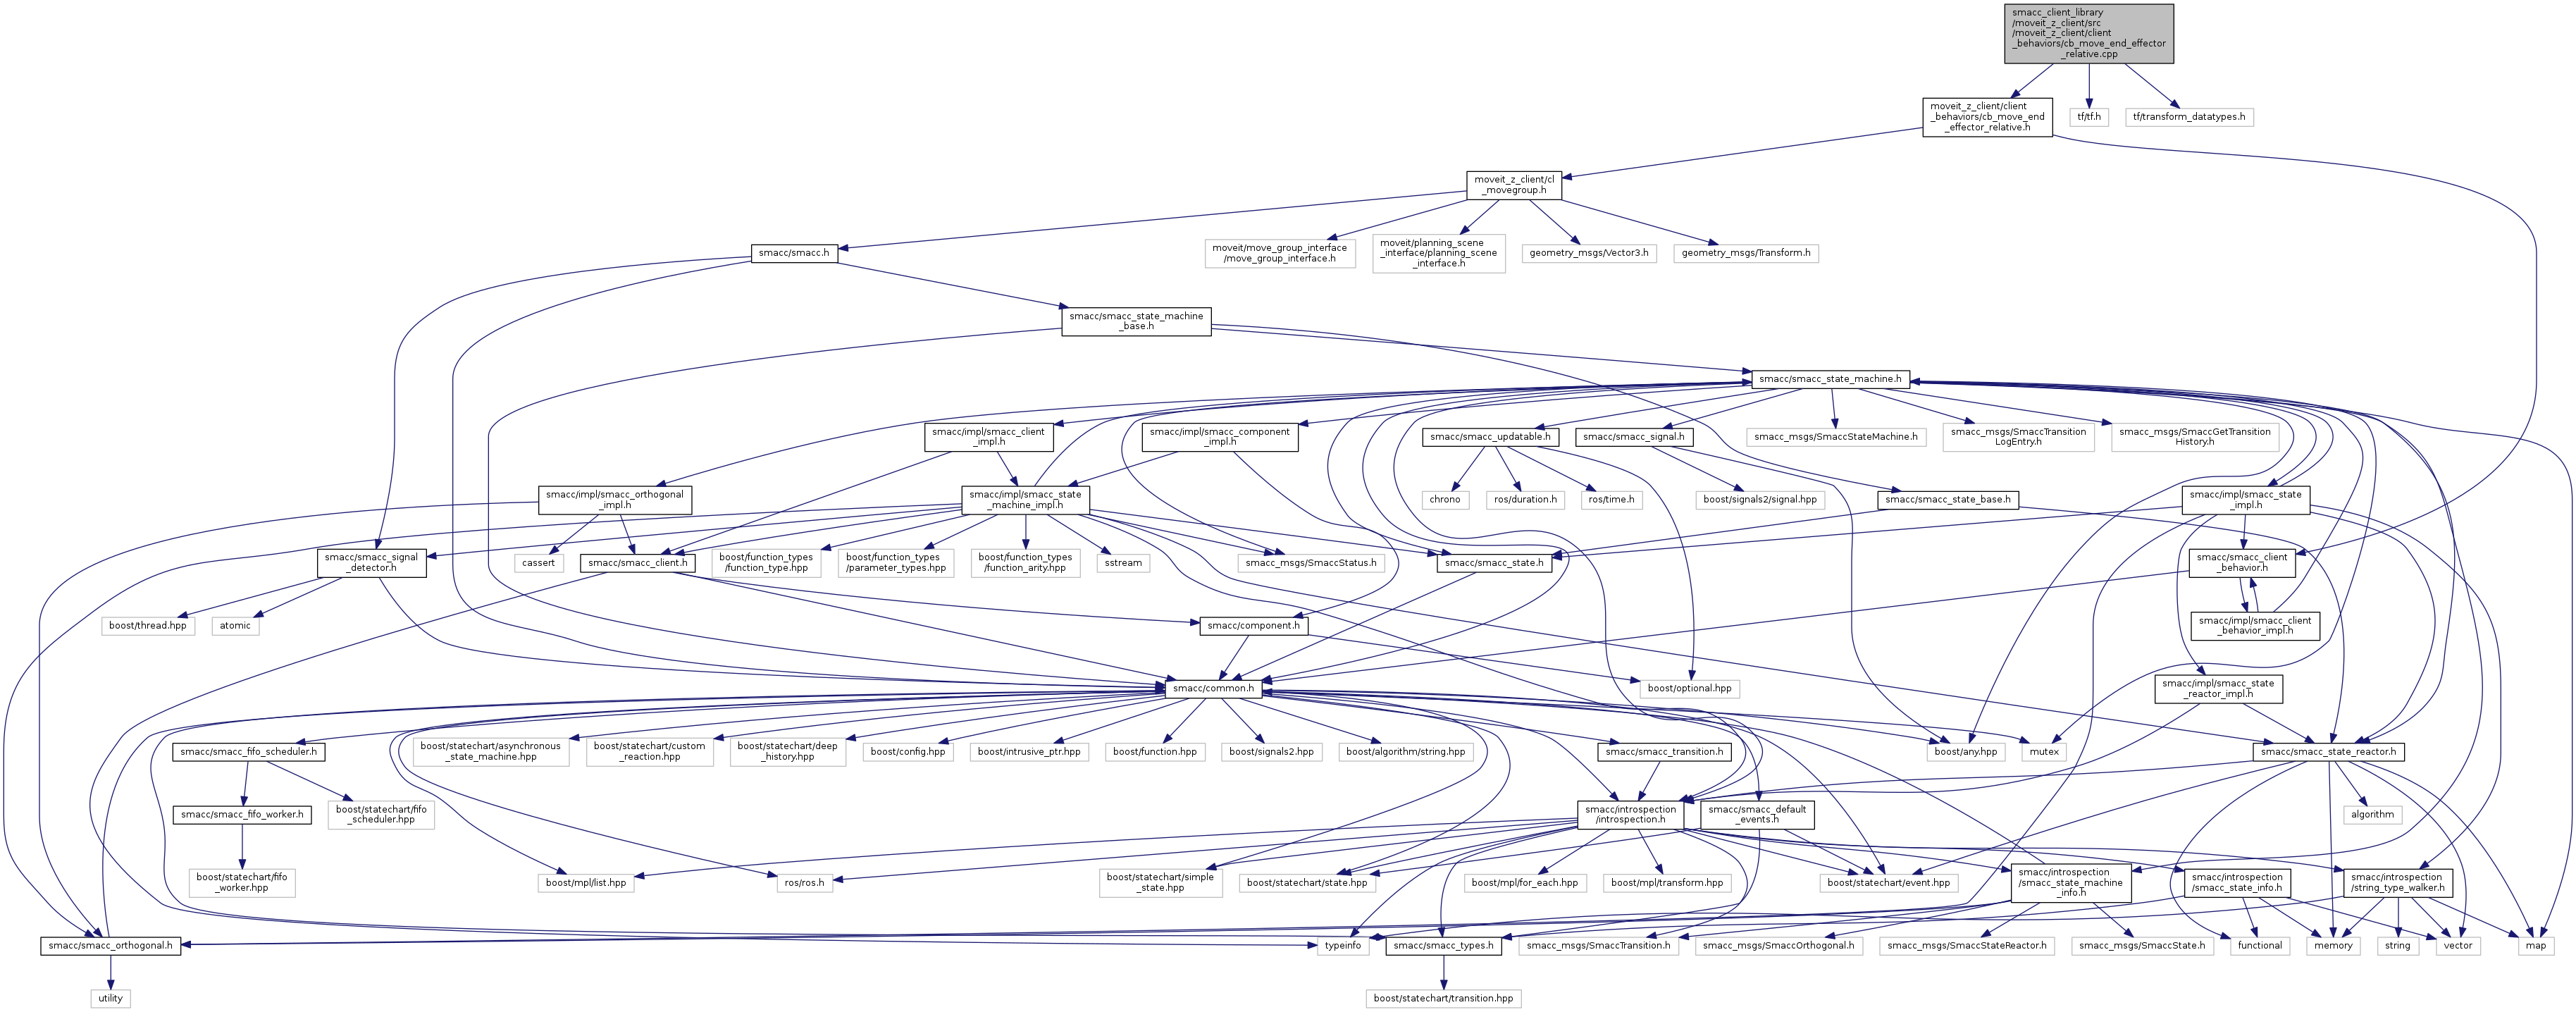 smacc_client_library
/moveit_z_client/src
/moveit_z_client/client
_behaviors/cb_move_end_effector
_relative.cpp
moveit_z_client/client
_behaviors/cb_move_end
_effector_relative.h
tf/tf.h
tf/transform_datatypes.h
moveit_z_client/cl
_movegroup.h
smacc/smacc.h
moveit/move_group_interface
/move_group_interface.h
moveit/planning_scene
_interface/planning_scene
_interface.h
geometry_msgs/Vector3.h
geometry_msgs/Transform.h
smacc/smacc_state_machine
_base.h
smacc/smacc_state_machine.h
smacc/impl/smacc_client
_impl.h
smacc/impl/smacc_component
_impl.h
smacc/smacc_updatable.h
smacc/smacc_signal.h
smacc_msgs/SmaccStateMachine.h
smacc_msgs/SmaccTransition
LogEntry.h
smacc_msgs/SmaccGetTransition
History.h
smacc/impl/smacc_orthogonal
_impl.h
smacc/impl/smacc_state
_machine_impl.h
chrono
ros/duration.h
ros/time.h
boost/signals2/signal.hpp
smacc/smacc_state_base.h
smacc/impl/smacc_state
_impl.h
smacc/smacc_signal
_detector.h
cassert
smacc/smacc_client.h
boost/function_types
/function_type.hpp
boost/function_types
/parameter_types.hpp
boost/function_types
/function_arity.hpp
sstream
smacc_msgs/SmaccStatus.h
smacc/smacc_state.h
smacc/smacc_client
_behavior.h
boost/thread.hpp
atomic
smacc/component.h
smacc/impl/smacc_client
_behavior_impl.h
smacc/common.h
boost/optional.hpp
smacc/impl/smacc_state
_reactor_impl.h
smacc/smacc_fifo_scheduler.h
boost/statechart/asynchronous
_state_machine.hpp
boost/statechart/custom
_reaction.hpp
boost/statechart/deep
_history.hpp
boost/config.hpp
boost/intrusive_ptr.hpp
boost/function.hpp
boost/signals2.hpp
boost/algorithm/string.hpp
smacc/smacc_transition.h
boost/any.hpp
mutex
smacc/smacc_state_reactor.h
smacc/smacc_fifo_worker.h
boost/statechart/fifo
_scheduler.hpp
smacc/introspection
/introspection.h
smacc/smacc_default
_events.h
algorithm
boost/statechart/fifo
_worker.hpp
boost/mpl/list.hpp
ros/ros.h
boost/statechart/simple
_state.hpp
boost/statechart/state.hpp
boost/mpl/for_each.hpp
boost/mpl/transform.hpp
boost/statechart/event.hpp
smacc/introspection
/smacc_state_machine
_info.h
smacc/introspection
/smacc_state_info.h
smacc/introspection
/string_type_walker.h
smacc/smacc_orthogonal.h
typeinfo
smacc/smacc_types.h
smacc_msgs/SmaccTransition.h
smacc_msgs/SmaccOrthogonal.h
smacc_msgs/SmaccStateReactor.h
smacc_msgs/SmaccState.h
functional
memory
string
vector
map
utility
boost/statechart/transition.hpp